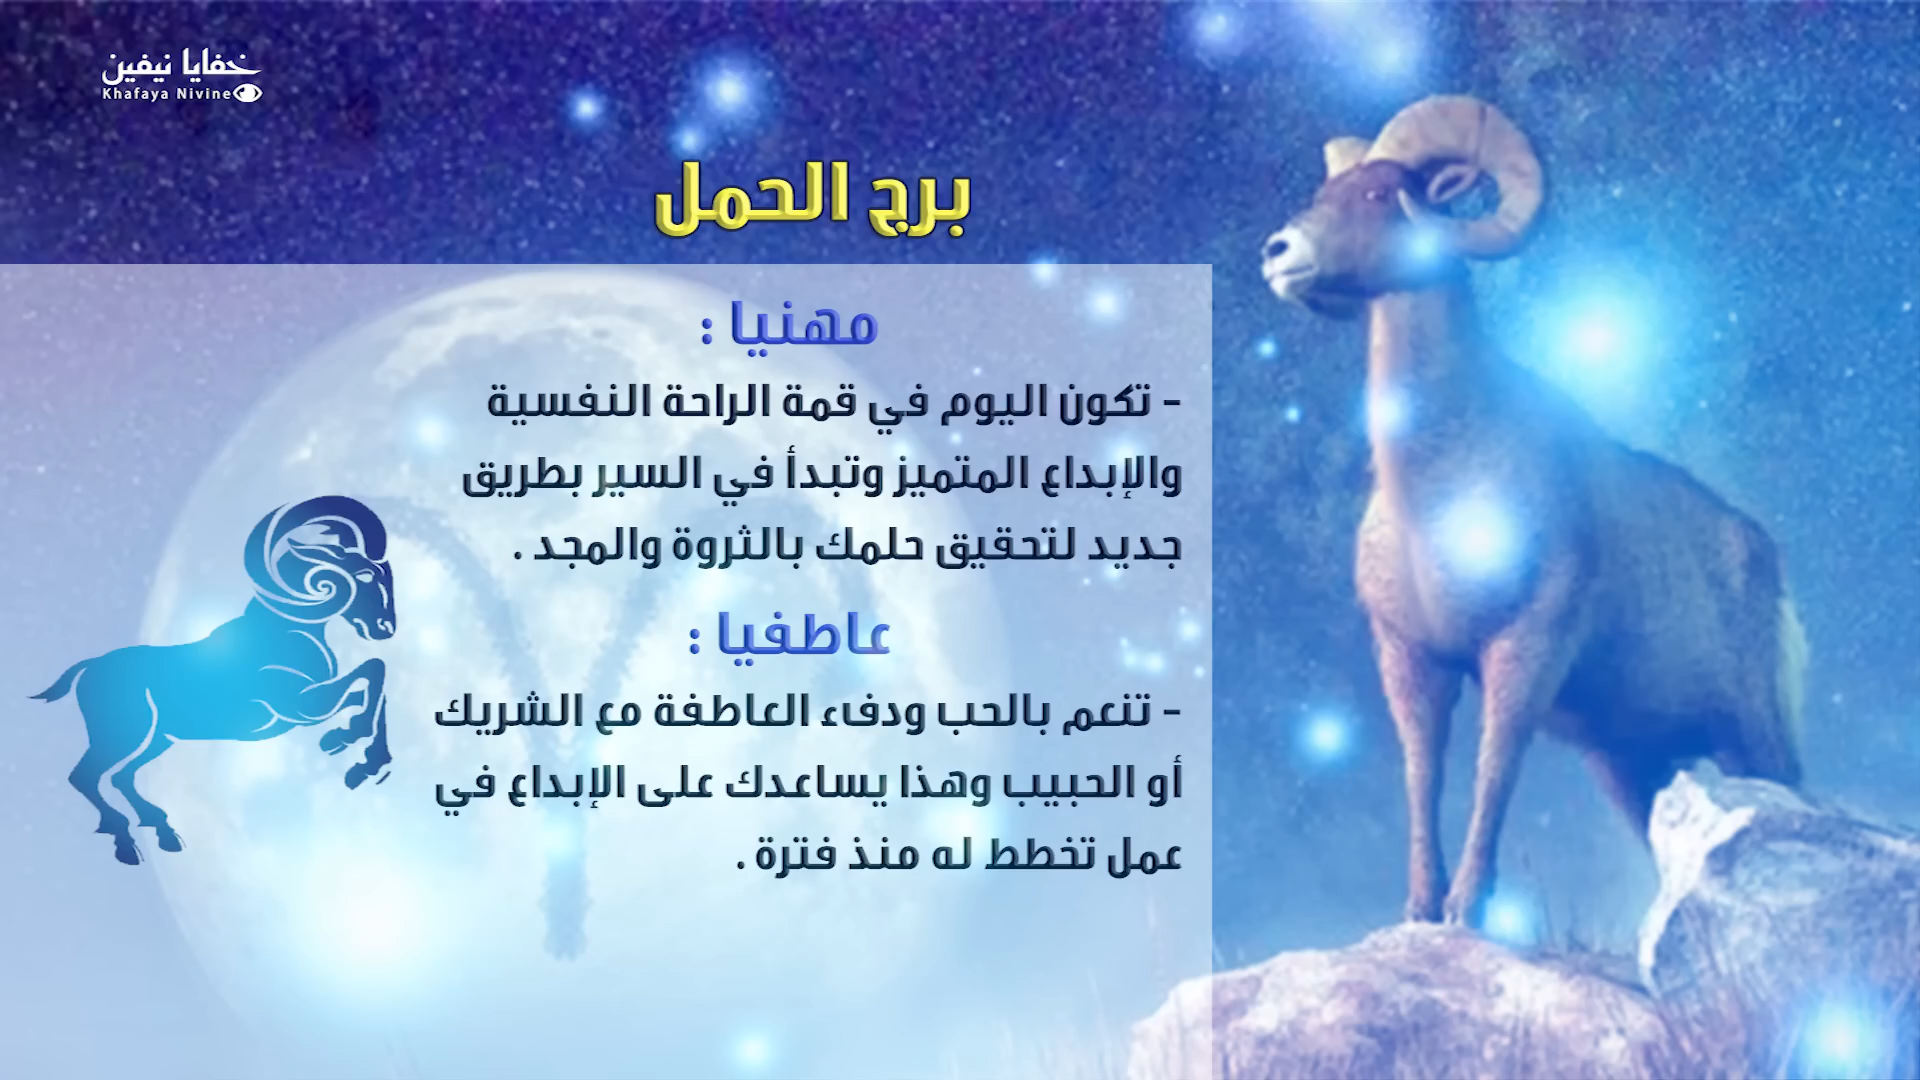 خفايا نيفين
Khafaya Nivine
برج الحمل
مهنيا :
- تكون اليوم في قمة الراحة النفسية
والإبداع المتميز وتبدأ في السير بطريق
جديد لتحقيق حلمك بالثروة والمجد .
عاطفيا :
- تنعم بالحب ودفء العاطفة مع الشريك
أو الحبيب وهذا يساعدك على الإبداع في
عمل تخطط له منذ فترة .